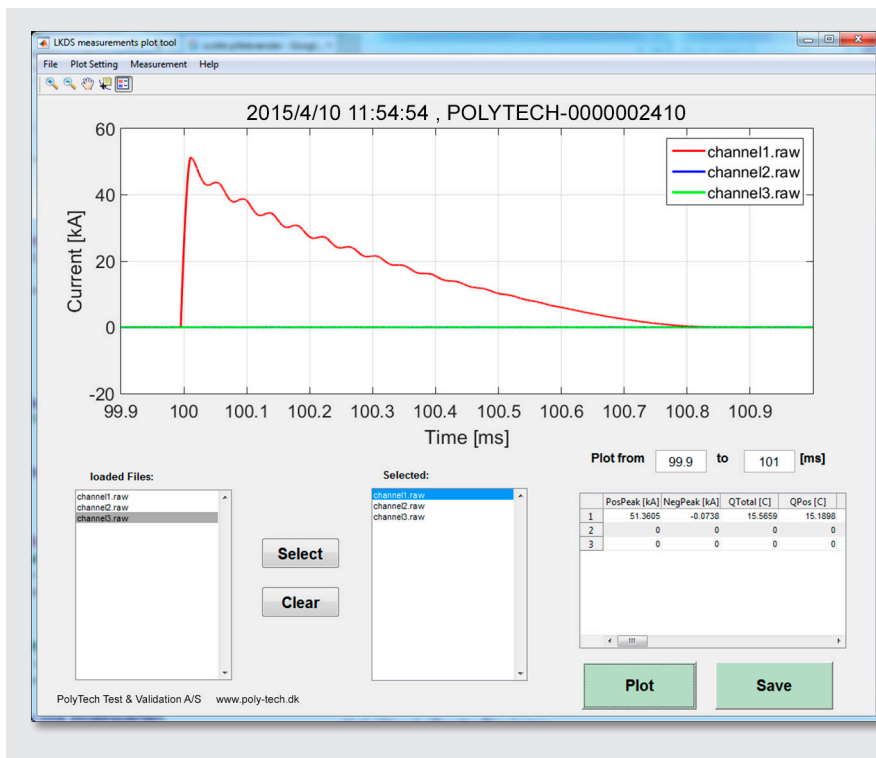 LKDS measurements plot tool
File Plot Setting Measurement Help
2015/4/10 11:54:54 , POLYTECH-0000002410
60
40
20
0
-20
Current [kA]
channel1.raw
channel2.raw
channel3.raw
99.9 100 100.1 100.2 100.3 100.4 100.5 100.6 100.7 100.8 100.9
Time [ms]
Plot from 99.9 to 101 [ms]
loaded Files:
channel1.raw
channel2.raw
channel3.raw
Select
Clear
Selected:
channel1.raw
channel2.raw
channel3.raw
PosPeak [kA] NegPeak [kA] QTotal [C] QPos [C]
1 51.3605 -0.0738 15.5659 15.1898
2 0 0 0 0
3 0 0 0 0
Plot
Save
PolyTech Test & Validation A/S www.poly-tech.dk